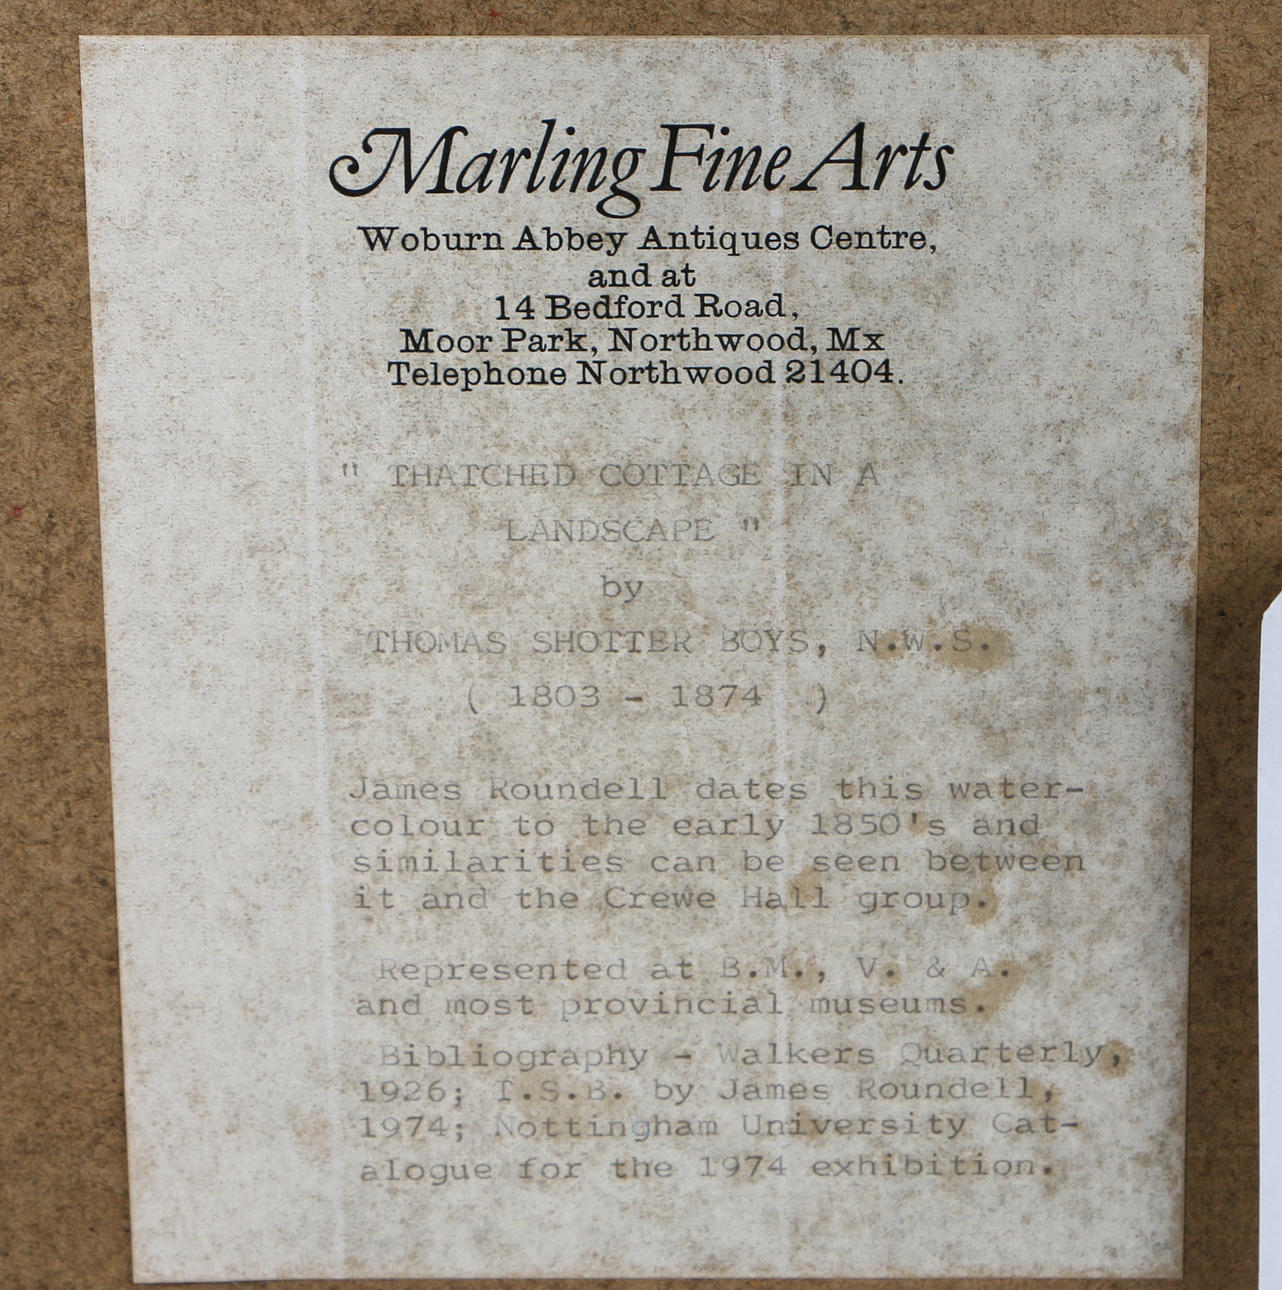 Marling Fine Arts
Woburn Abbey Antiques Centre,
and at
14 Bedford Road,
Moor Park, Northwood, Mx
Telephone Northwood 21404.
" THATCHED COTTAGE IN A
LANDSCAPE "
by
THOMAS SHOTTER BOYS, N.W.S.
( 1803 - 1874 )
James Roundell dates this water-
colour to the early 1850's and
similarities can be seen between
it and the Crewe Hall group.
Represented at B.M., V. & A.
and most provincial museums.
Bibliography - Walkers Quarterly,
1926; T.S.B. by James Roundell,
1974; Nottingham University Cat-
alogue for the 1974 exhibition.